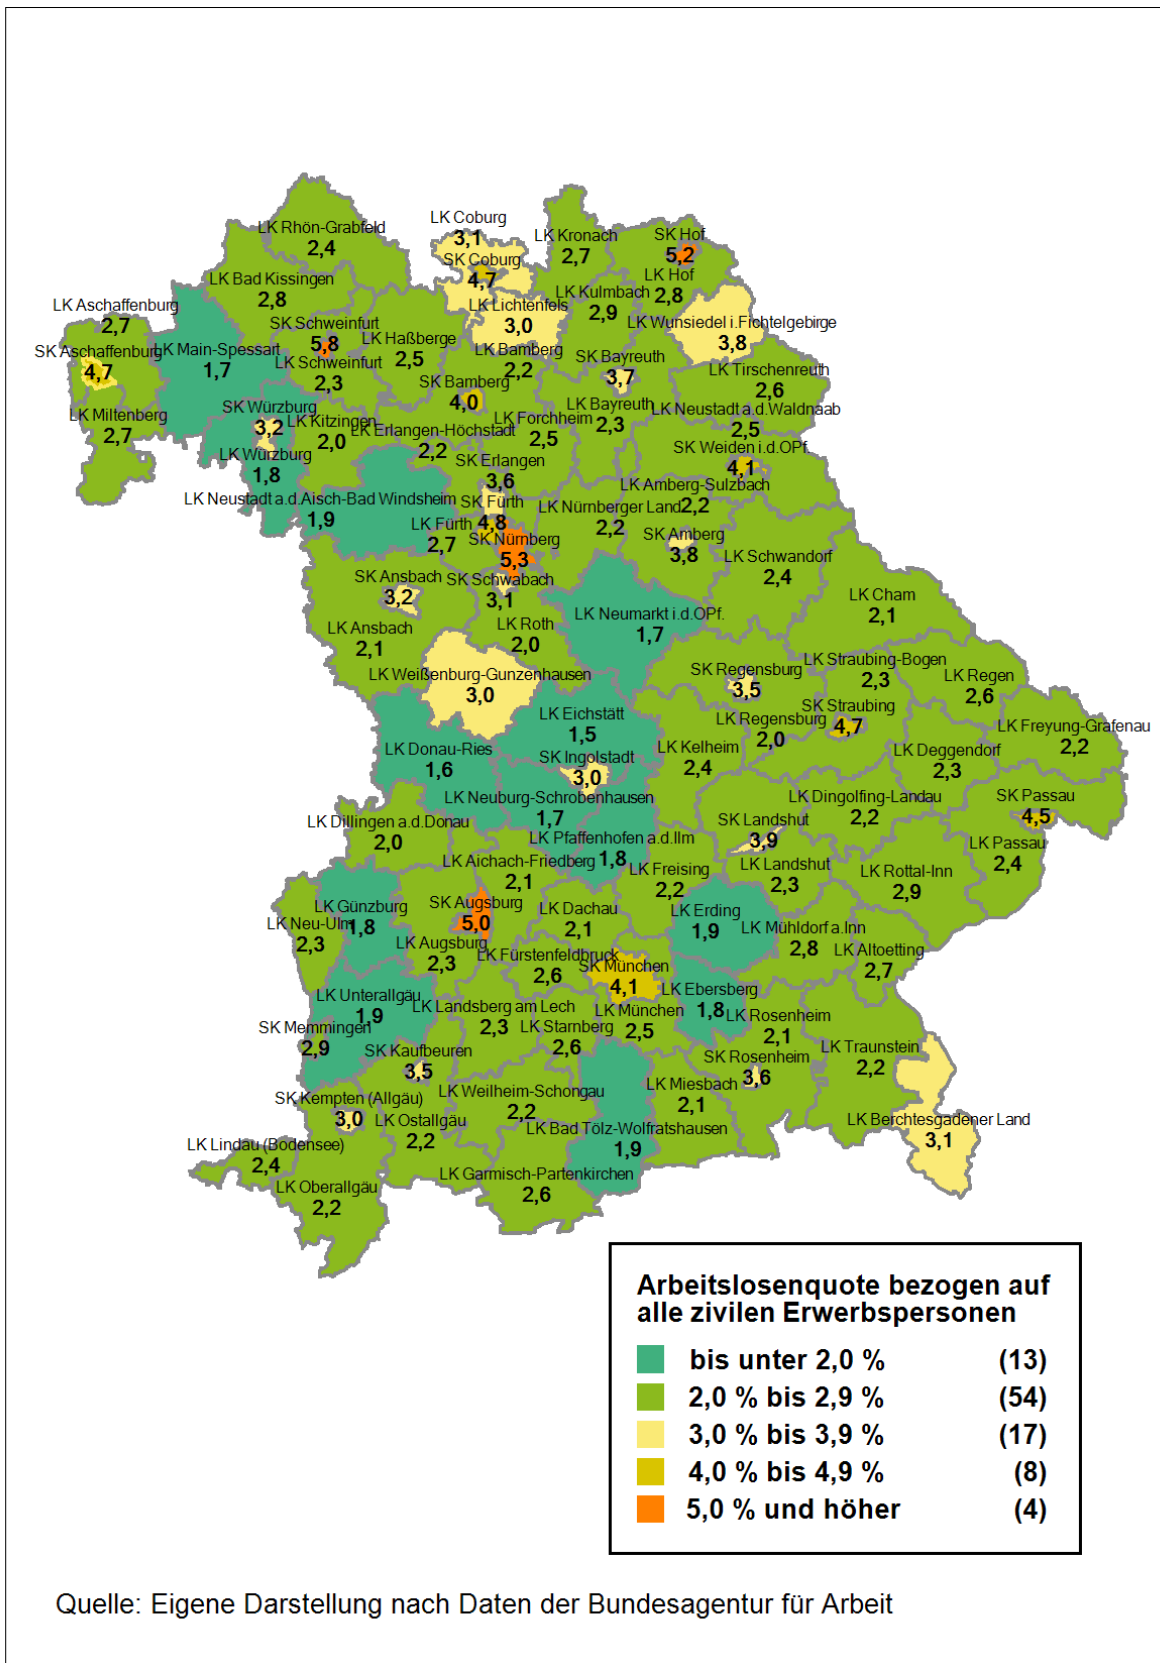 LK Coburg
3,1
LK Rhön-Grabfeld
2,4
LK Kronach
2,7
SK Hof
5,2
SK Coburg
4,7
LK Bad Kissingen
2,8
LK Hof
2,8
LK Kulmbach
2,9
LK Aschaffenburg
2,7
LK Lichtenfels
3,0
SK Schweinfurt
5,8
LK Haßberge
2,5
LK Wunsiedel i.Fichtelgebirge
3,8
SK Aschaffenburg
4,7
LK Main-Spessart
1,7
LK Bamberg
2,2
SK Bayreuth
3,7
LK Schweinfurt
2,3
LK Tirschenreuth
2,6
SK Bamberg
4,0
LK Bayreuth
2,3
LK Neustadt a.d.Waldnaab
2,5
LK Miltenberg
2,7
SK Würzburg
3,2
LK Kitzingen
2,0
LK Forchheim
2,5
LK Erlangen-Höchstadt
2,2
SK Weiden i.d.OPf.
4,1
LK Würzburg
1,8
SK Erlangen
3,6
LK Amberg-Sulzbach
2,2
LK Neustadt a.d.Aisch-Bad Windsheim
1,9
SK Fürth
4,8
LK Nürnberger Land
2,2
LK Fürth
2,7
SK Nürnberg
5,3
SK Amberg
3,8
LK Schwandorf
2,4
SK Ansbach
3,2
SK Schwabach
3,1
LK Cham
2,1
LK Neumarkt i.d.OPf.
1,7
LK Ansbach
2,1
LK Roth
2,0
LK Weißenburg-Gunzenhausen
3,0
SK Regensburg
3,5
LK Straubing-Bogen
2,3
LK Regen
2,6
LK Eichstätt
1,5
LK Regensburg
2,0
SK Straubing
4,7
LK Freyung-Grafenau
2,2
LK Donau-Ries
1,6
SK Ingolstadt
3,0
LK Kelheim
2,4
LK Deggendorf
2,3
LK Neuburg-Schrobenhausen
1,7
LK Dingolfing-Landau
2,2
SK Passau
4,5
LK Dillingen a.d.Donau
2,0
SK Landshut
3,9
LK Pfaffenhofen a.d.Ilm
1,8
LK Passau
2,4
LK Aichach-Friedberg
2,1
LK Freising
2,2
LK Landshut
2,3
LK Rottal-Inn
2,9
LK Günzburg
1,8
SK Augsburg
5,0
LK Dachau
2,1
LK Erding
1,9
LK Neu-Ulm
2,3
LK Mühldorf a.Inn
2,8
LK Augsburg
2,3
LK Altoetting
2,7
LK Fürstenfeldbruck
2,6
SK München
4,1
LK Unterallgäu
1,9
LK Ebersberg
1,8
LK Landsberg am Lech
2,3
LK München
2,5
LK Rosenheim
2,1
SK Memmingen
2,9
LK Starnberg
2,6
SK Kaufbeuren
3,5
LK Traunstein
2,2
SK Rosenheim
3,6
LK Miesbach
2,1
LK Weilheim-Schongau
2,2
SK Kempten (Allgäu)
3,0
LK Ostallgäu
2,2
LK Bad Tölz-Wolfratshausen
1,9
LK Berchtesgadener Land
3,1
LK Lindau (Bodensee)
2,4
LK Garmisch-Partenkirchen
2,6
LK Oberallgäu
2,2
Arbeitslosenquote bezogen auf
alle zivilen Erwerbspersonen
bis unter 2,0 % (13)
2,0 % bis 2,9 % (54)
3,0 % bis 3,9 % (17)
4,0 % bis 4,9 % (8)
5,0 % und höher (4)
Quelle: Eigene Darstellung nach Daten der Bundesagentur für Arbeit